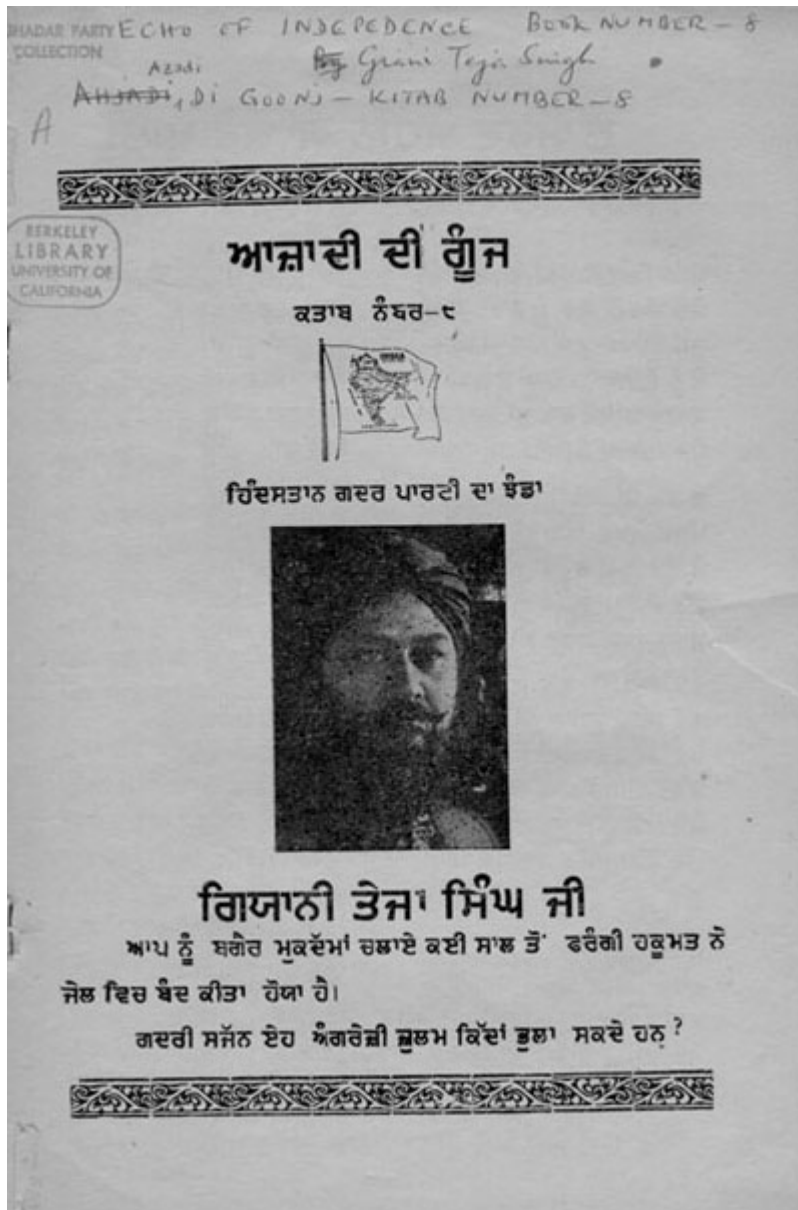 GHADAR PARTY
COLLECTION
ECHO OF INDEPEDENCE BOOK NUMBER - 8
By Giani Teja Singh
Azadi
AHJADI, DI GOONJ - KITAB NUMBER - 8
A
BERKELEY
LIBRARY
UNIVERSITY OF
CALIFORNIA
ਆਜ਼ਾਦੀ ਦੀ ਗੂੰਜ
ਕਤਾਬ ਨੰਬਰ-੮
ਹਿੰਦਸਤਾਨ ਗਦਰ ਪਾਰਟੀ ਦਾ ਝੰਡਾ
ਗਿਯਾਨੀ ਤੇਜਾ ਸਿੰਘ ਜੀ
ਆਪ ਨੂੰ ਬਗੈਰ ਮੁਕਦੱਮਾਂ ਚਲਾਏ ਕਈ ਸਾਲ ਤੋਂ ਫਰੰਗੀ ਹਕੂਮਤ ਨੇ
ਜੇਲ ਵਿਚ ਬੰਦ ਕੀਤਾ ਹੋਯਾ ਹੈ।
ਗਦਰੀ ਸਜੱਨ ਏਹ ਅੰਗਰੇਜ਼ੀ ਜ਼ੁਲਮ ਕਿੱਦਾਂ ਭੁਲਾ ਸਕਦੇ ਹਨ?